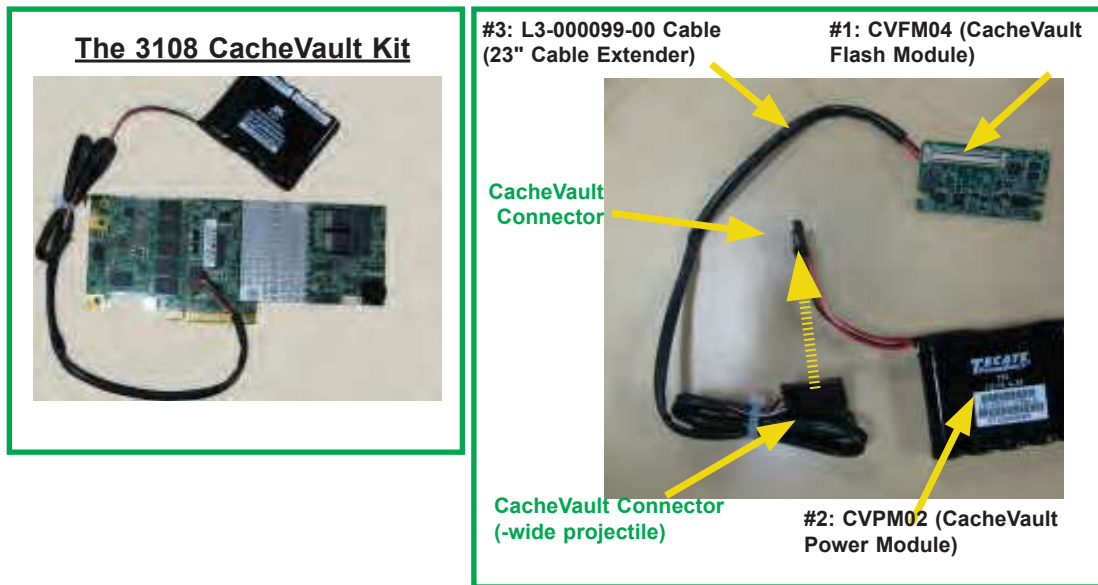 The 3108 CacheVault Kit
#3: L3-000099-00 Cable
(23" Cable Extender)
#1: CVFM04 (CacheVault
Flash Module)
CacheVault
Connector
TECATE
CacheVault Connector
(-wide projectile)
#2: CVPM02 (CacheVault
Power Module)